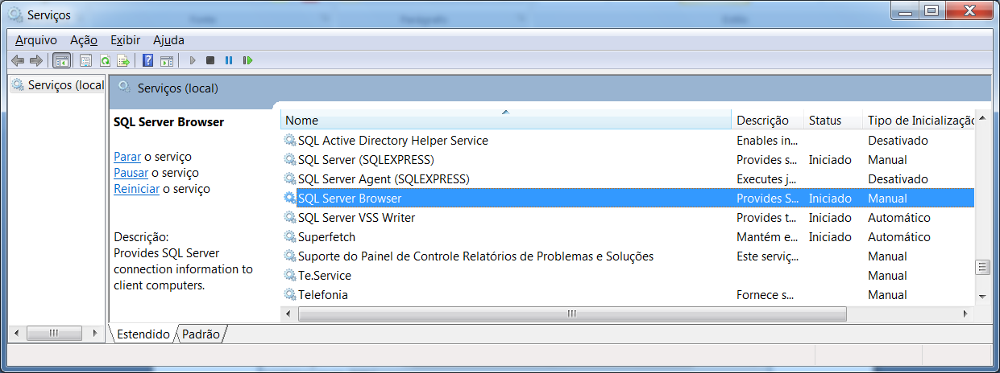 Serviços
Arquivo Ação Exibir Ajuda
Serviços (local
Serviços (local)
SQL Server Browser
Parar o serviço
Pausar o serviço
Reiniciar o serviço
Descrição:
Provides SQL Server
connection information to
client computers.
Nome Descrição Status Tipo de Inicialização
SQL Active Directory Helper Service Enables in... Desativado
SQL Server (SQLEXPRESS) Provides s... Iniciado Manual
SQL Server Agent (SQLEXPRESS) Executes j... Desativado
SQL Server Browser Provides S... Iniciado Manual
SQL Server VSS Writer Provides t... Iniciado Automático
Superfetch Mantém e... Iniciado Automático
Suporte do Painel de Controle Relatórios de Problemas e Soluções Este serviç... Manual
Te.Service Manual
Telefonia Fornece s... Manual
Estendido Padrão